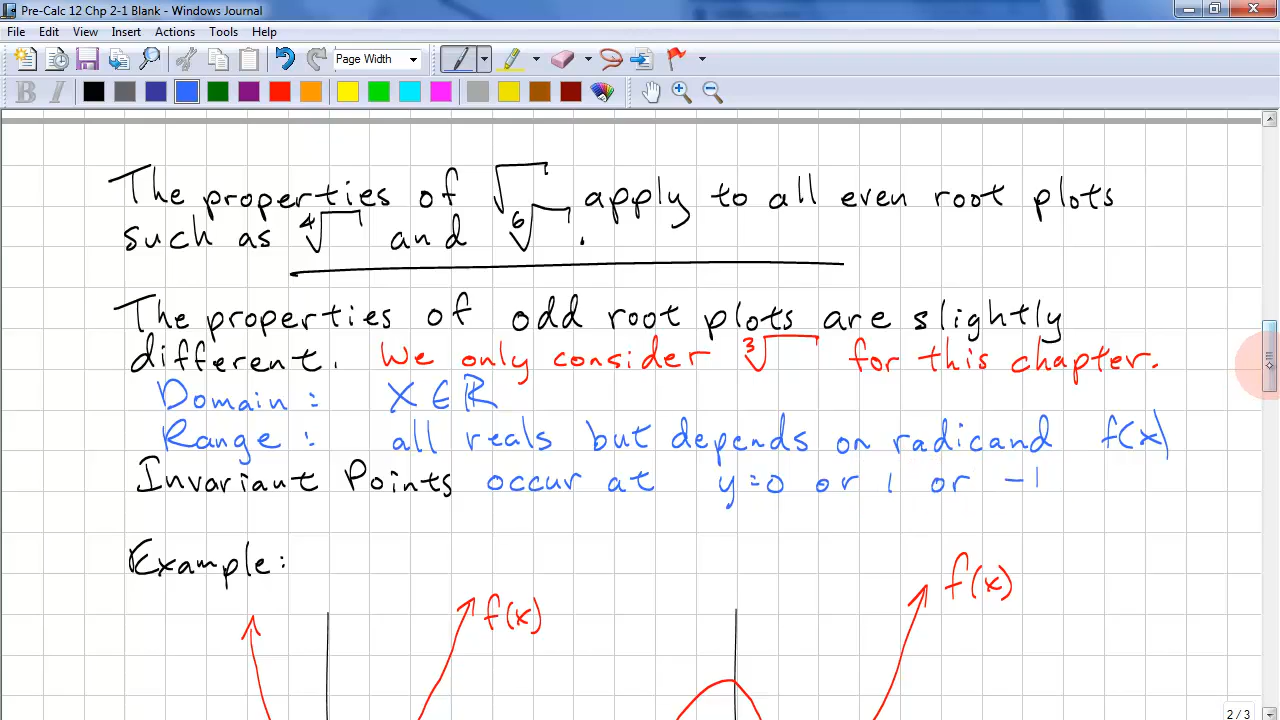 Pre-Calc 12 Chp 2-1 Blank - Windows Journal
File Edit View Insert Actions Tools Help
Page Width
B I
The properties of √ apply to all even root plots
such as ⁴√ and ⁶√.
The properties of odd root plots are slightly
different. We only consider ³√ for this chapter.
Domain : X ∈ ℝ
Range : all reals but depends on radicand f(x)
Invariant Points occur at y=0 or 1 or -1
Example:
f(x) f(x)
2/3